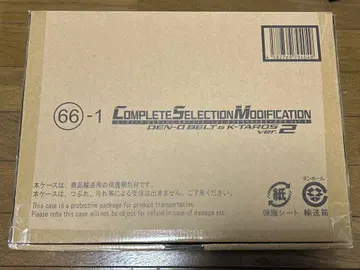 66-1 COMPLETE SELECTION MODIFICATION
DEN-O BELT & K-TAROS
ver.2
本ケースは、商品輸送用の保護梱包材です。
本ケースには、つぶれ、汚れ等による交換は出来ません。ご了承ください。
This case is a protective package for product transportation.
Please note this case will not be object for refund in case of damage etc.
紙
保護シート
ダンボール
輸送箱